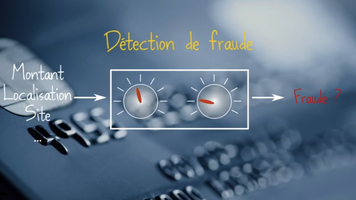 Détection de fraude
Montant
Localisation
Site
...
Fraude ?